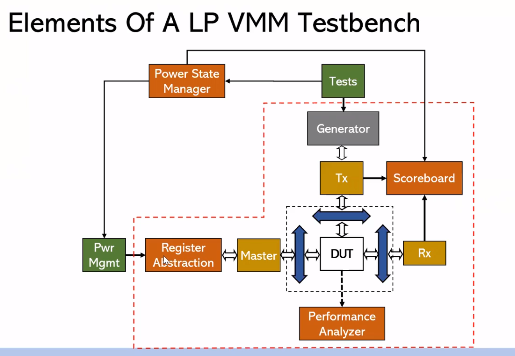 Elements Of A LP VMM Testbench
Power State
Manager
Tests
Generator
Tx
Scoreboard
Pwr
Mgmt
Register
Abstraction
Master
DUT
Rx
Performance
Analyzer